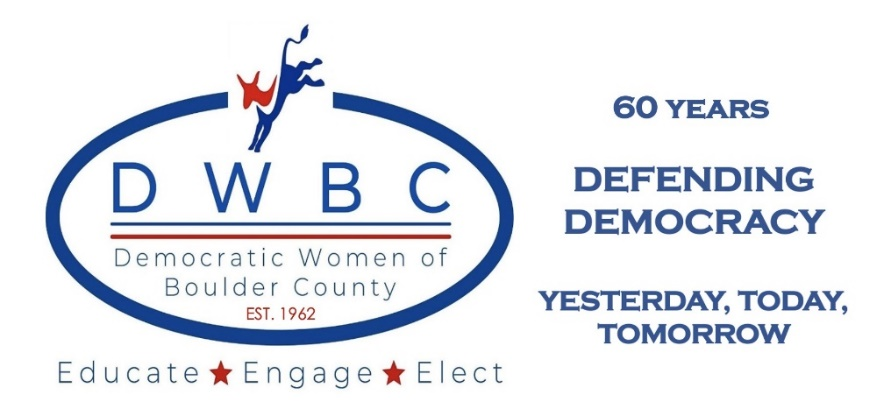 D W B C
Democratic Women of
Boulder County
EST. 1962
Educate ★ Engage ★ Elect
60 YEARS
DEFENDING
DEMOCRACY
YESTERDAY, TODAY,
TOMORROW